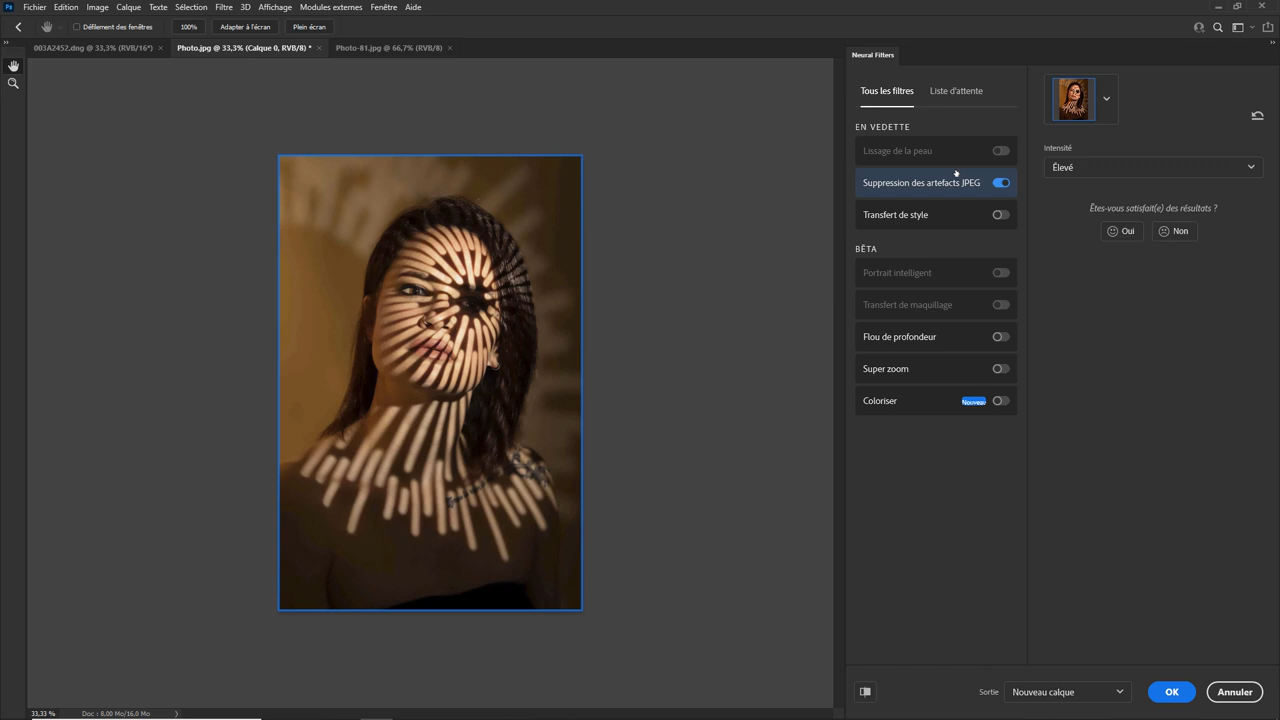 Ps Fichier Edition Image Calque Texte Sélection Filtre 3D Affichage Modules externes Fenêtre Aide
Défilement des fenêtres 100% Adapter à l'écran Plein écran
003A2452.dng @ 33,3% (RVB/16*) × Photo.jpg @ 33,3% (Calque 0, RVB/8) * × Photo-81.jpg @ 66,7% (RVB/8) ×
Neural Filters
Tous les filtres Liste d'attente
EN VEDETTE
Lissage de la peau
Suppression des artefacts JPEG
Transfert de style
BÊTA
Portrait intelligent
Transfert de maquillage
Flou de profondeur
Super zoom
Coloriser Nouveau
Intensité
Élevé
Êtes-vous satisfait(e) des résultats ?
Oui Non
Sortie Nouveau calque OK Annuler
33,33 % Doc : 8,00 Mo/16,0 Mo